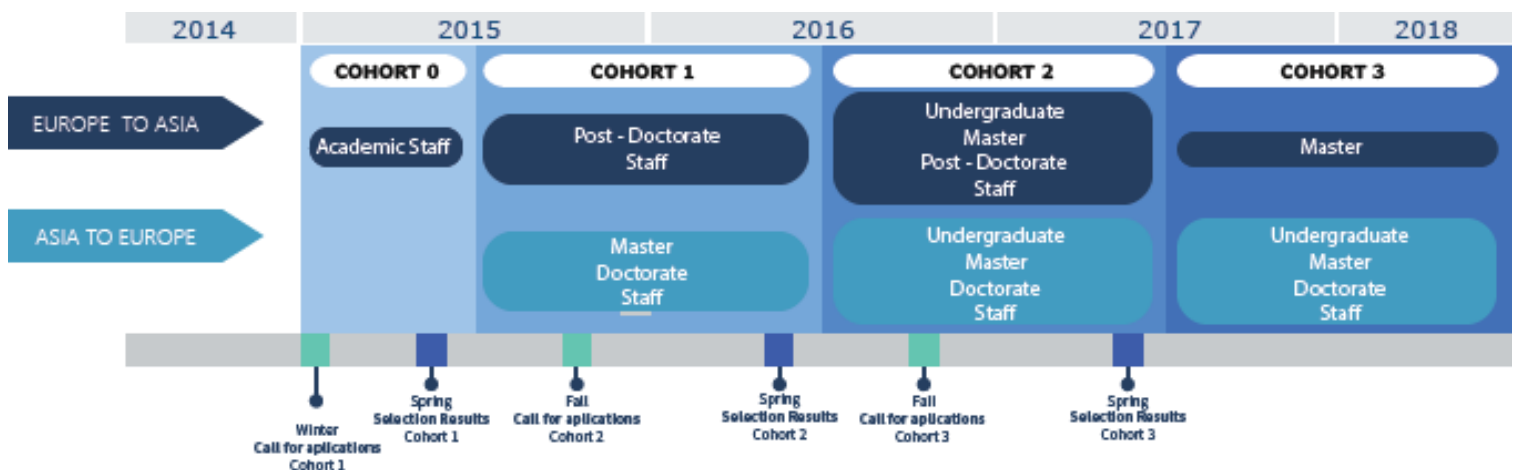 2014 2015 2016 2017 2018
COHORT 0 COHORT 1 COHORT 2 COHORT 3
EUROPE TO ASIA
Academic Staff
Post - Doctorate
Staff
Undergraduate
Master
Post - Doctorate
Staff
Master
ASIA TO EUROPE
Master
Doctorate
Staff
Undergraduate
Master
Doctorate
Staff
Undergraduate
Master
Doctorate
Staff
Winter
Call for aplications
Cohort 1
Spring
Selection Results
Cohort 1
Fall
Call for aplications
Cohort 2
Spring
Selection Results
Cohort 2
Fall
Call for aplications
Cohort 3
Spring
Selection Results
Cohort 3